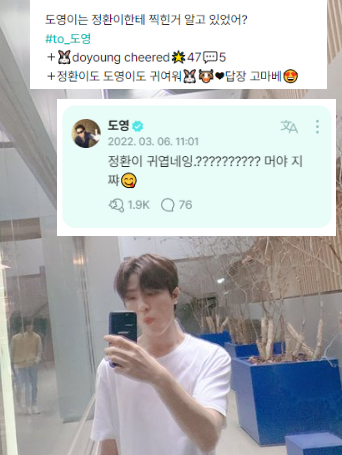 도영이는 정환이한테 찍힌거 알고 있었어?
#to_도영
+🐰doyoung cheered🌟47💬5
+정환이도 도영이도 귀여워🐰🐮❤답장 고마베😍
도영
2022. 03. 06. 11:01
정환이 귀엽네잉.?????????? 머야 지
쨔😋
1.9K 76